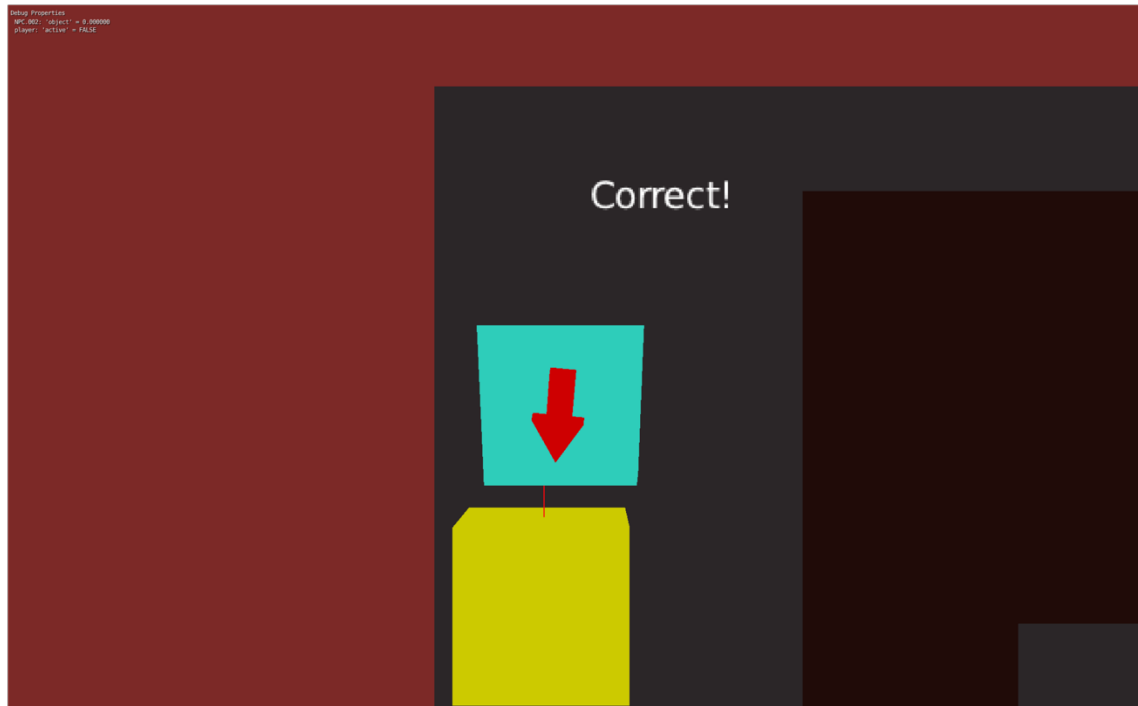 Debug Properties
NPC.002: 'object' = 0.000000
player: 'active' = FALSE
Correct!